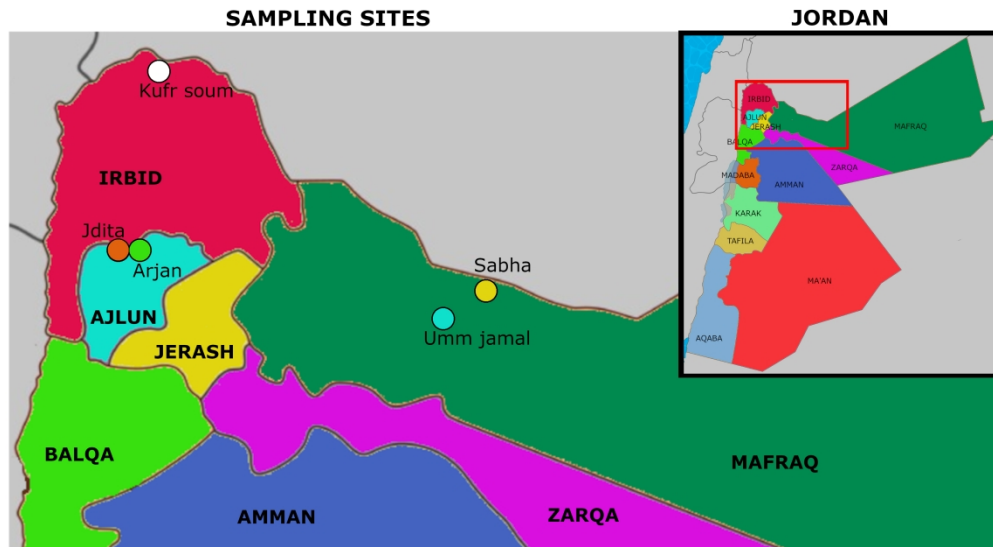 SAMPLING SITES
Kufr soum
IRBID
Jdita
Arjan
AJLUN
JERASH
Sabha
Umm jamal
BALQA
AMMAN
ZARQA
MAFRAQ
JORDAN
IRBID
AJLUN
JERASH
BALQA
MAFRAQ
ZARQA
MADABA
AMMAN
KARAK
TAFILA
MA'AN
AQABA